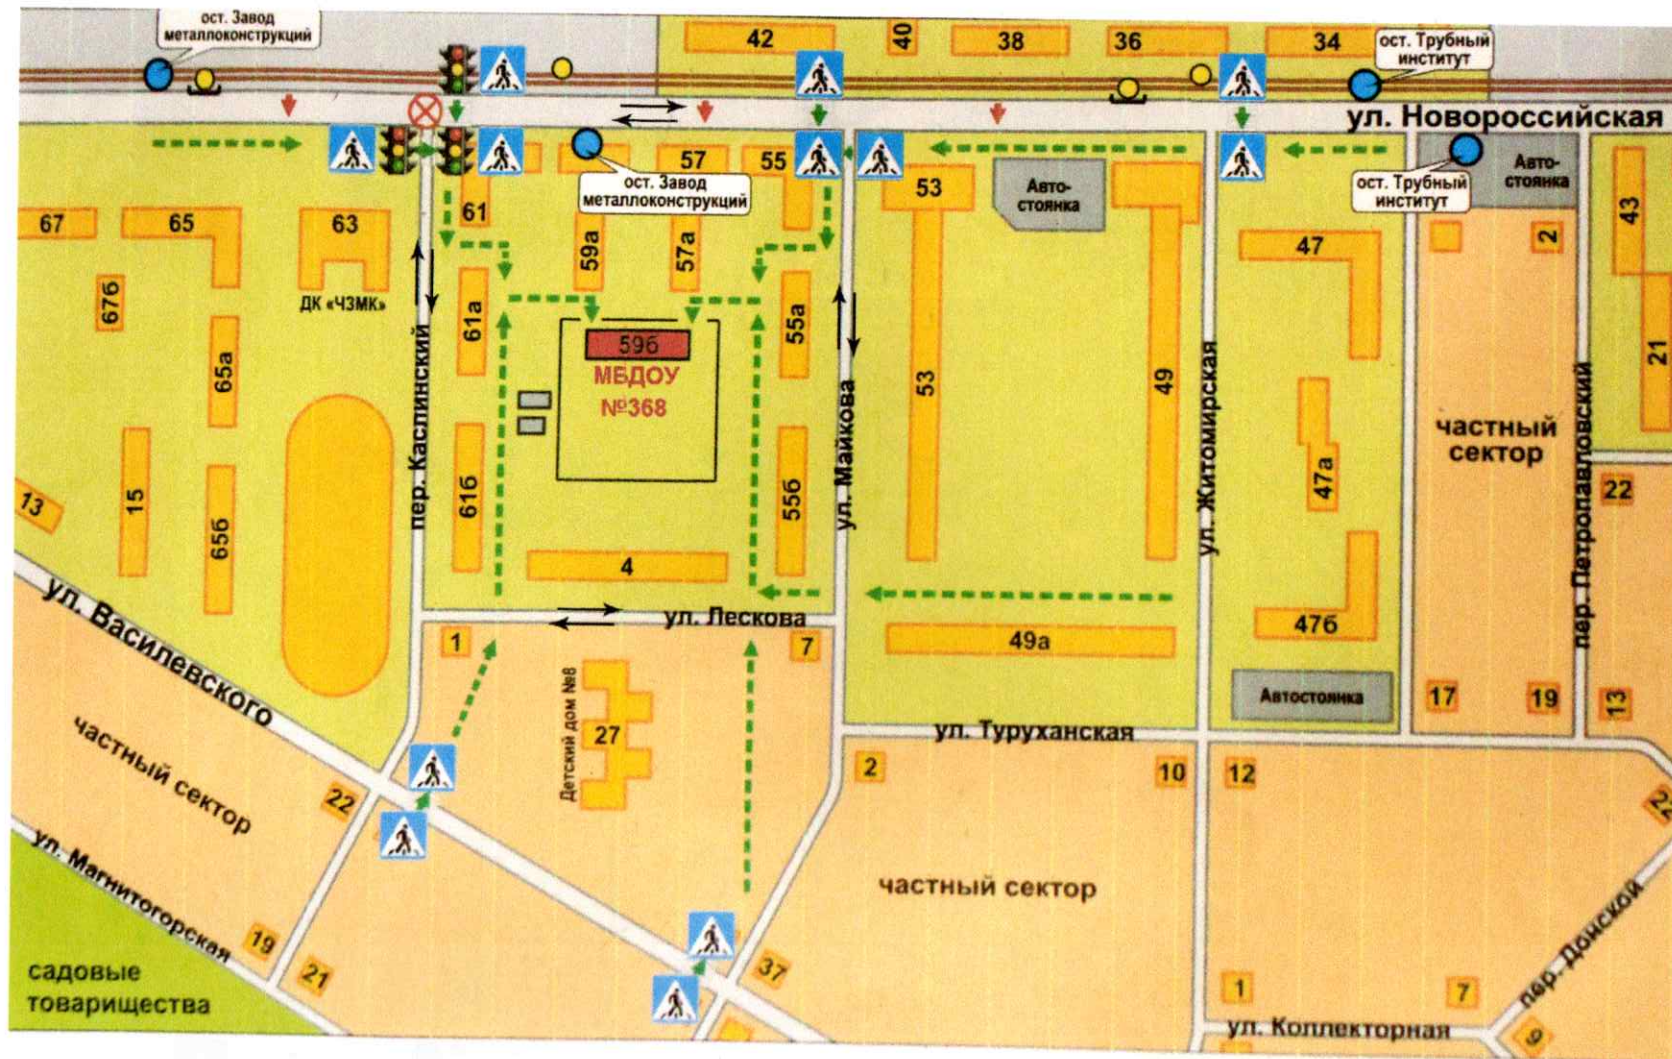 ост. Завод
металлоконструкций
42
40
38
36
34
ост. Трубный
институт
ул. Новороссийская
57
55
ост. Завод
металлоконструкций
53
Авто-
стоянка
ост. Трубный
институт
Авто-
стоянка
67
65
63
61
59а
57а
47
2
43
ДК «ЧЗМК»
67б
65а
61а
59б
МБДОУ
№368
55а
53
49
21
пер. Каслинский
ул. Майкова
ул. Житомирская
пер. Петропавловский
частный
сектор
13
15
65б
61б
55б
47а
22
4
ул. Василевского
ул. Лескова
1
7
49а
47б
Детский дом №8
27
Автостоянка
17
19
13
ул. Туруханская
частный сектор
22
2
10
12
22
ул. Магнитогорская
частный сектор
пер. Донской
19
21
37
садовые
товарищества
1
7
ул. Коллекторная
9